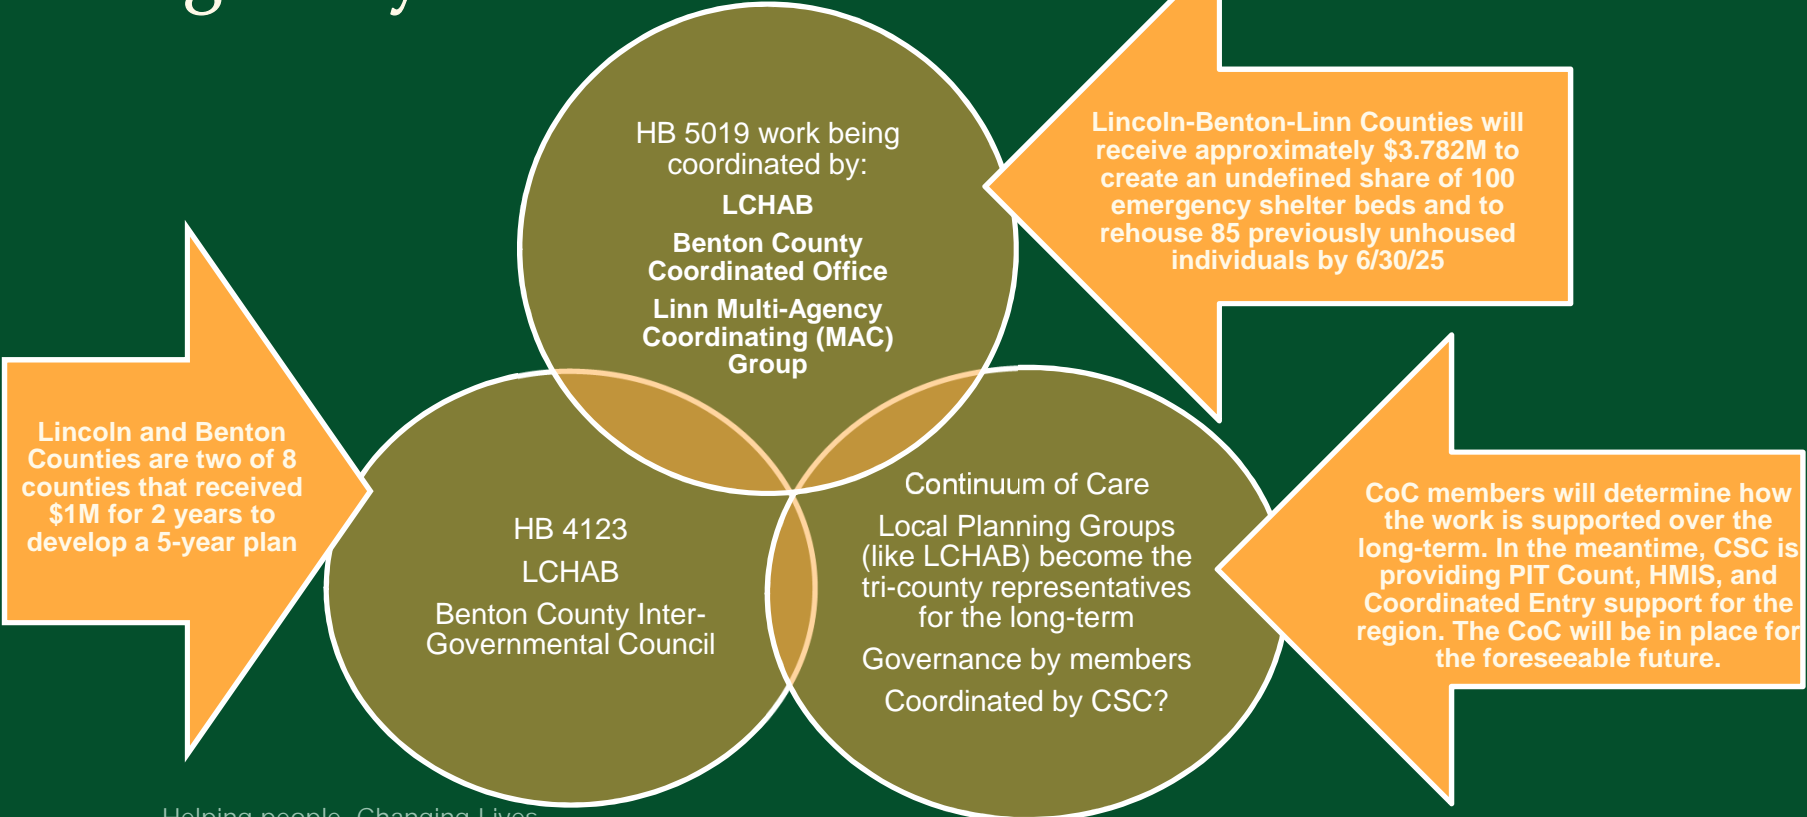 HB 5019 work being
coordinated by:
LCHAB
Benton County
Coordinated Office
Linn Multi-Agency
Coordinating (MAC)
Group
Lincoln-Benton-Linn Counties will
receive approximately $3.782M to
create an undefined share of 100
emergency shelter beds and to
rehouse 85 previously unhoused
individuals by 6/30/25
Lincoln and Benton
Counties are two of 8
counties that received
$1M for 2 years to
develop a 5-year plan
HB 4123
LCHAB
Benton County Inter-
Governmental Council
Continuum of Care
Local Planning Groups
(like LCHAB) become the
tri-county representatives
for the long-term
Governance by members
Coordinated by CSC?
CoC members will determine how
the work is supported over the
long-term. In the meantime, CSC is
providing PIT Count, HMIS, and
Coordinated Entry support for the
region. The CoC will be in place for
the foreseeable future.
Helping people. Changing Lives.